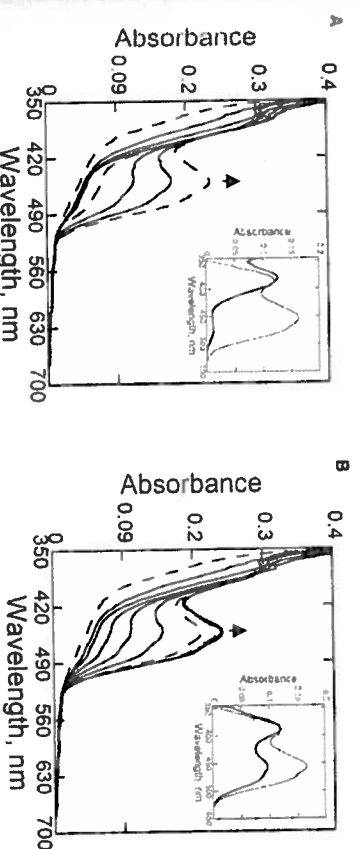 A
Absorbance
0.4
0.3
0.2
0.09
0
350 420 490 560 630 700
Wavelength, nm
Absorbance
Wavelength, nm
B
Absorbance
0.4
0.3
0.2
0.09
0
350 420 490 560 630 700
Wavelength, nm
Absorbance
Wavelength, nm